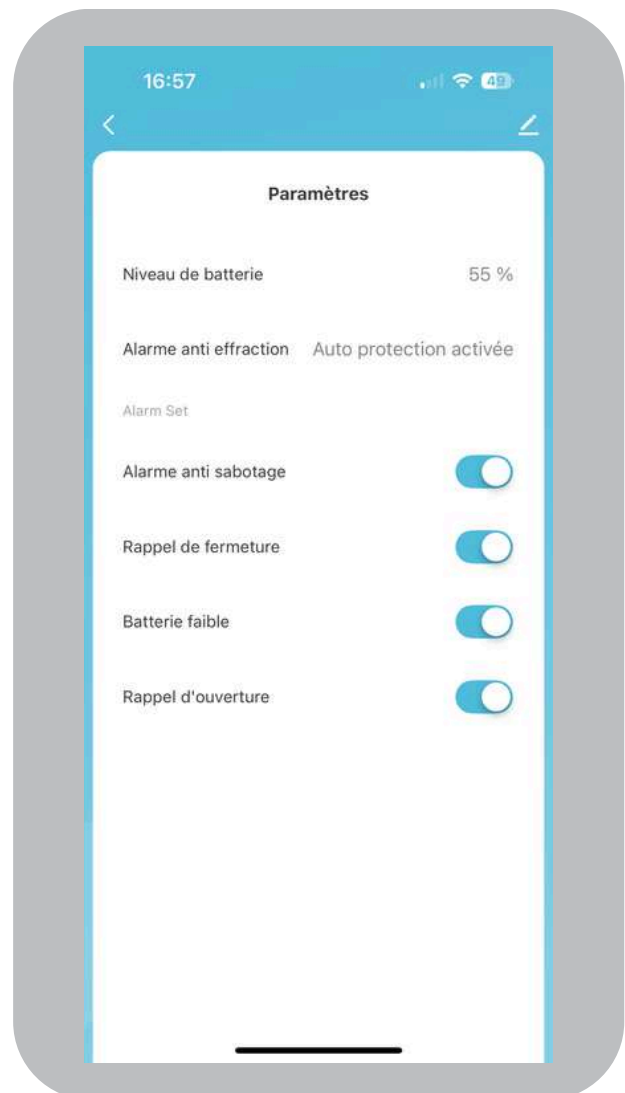 16:57
49
Paramètres
Niveau de batterie 55 %
Alarme anti effraction Auto protection activée
Alarm Set
Alarme anti sabotage
Rappel de fermeture
Batterie faible
Rappel d'ouverture